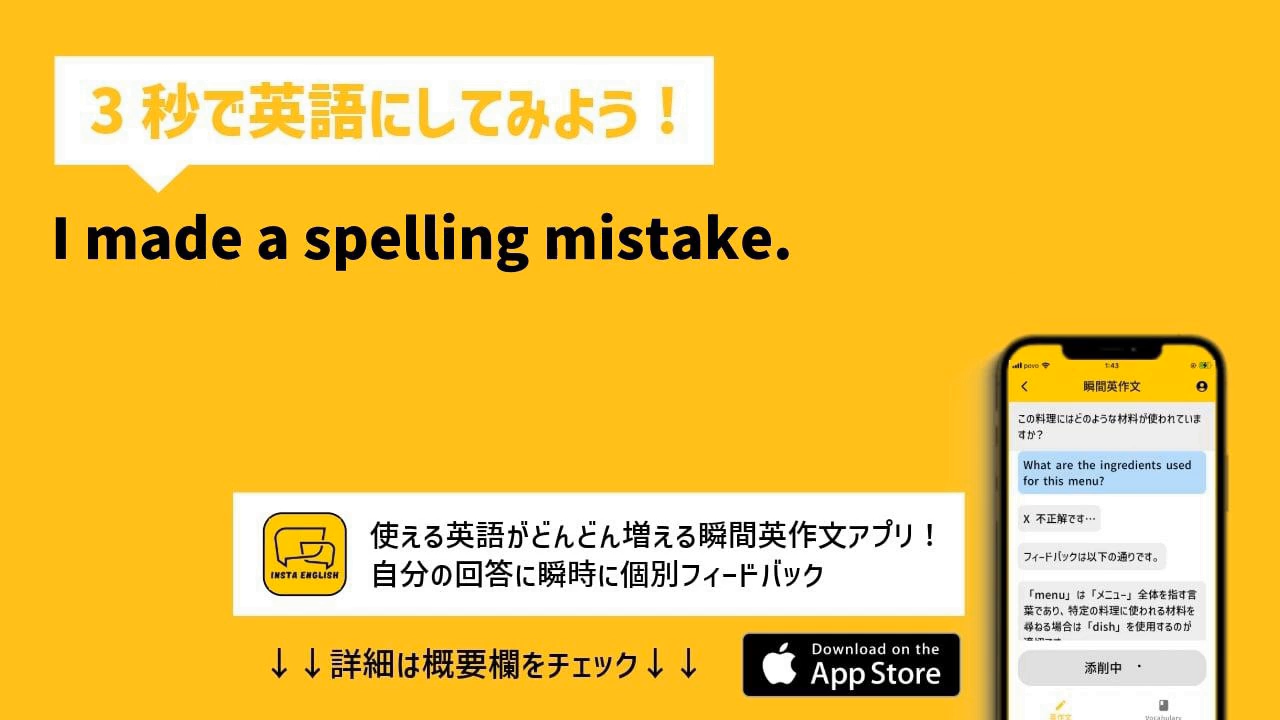 3 秒で英語にしてみよう！
I made a spelling mistake.
povo
1:43
瞬間英作文
この料理にはどのような材料が使われていま
すか？
What are the ingredients used
for this menu?
X 不正解です…
フィードバックは以下の通りです。
「menu」は「メニュー」全体を指す言
葉であり、特定の料理に使われる材料を
尋ねる場合は「dish」を使用するのが
添削中
英作文
Vocabulary
使える英語がどんどん増える瞬間英作文アプリ！
自分の回答に瞬時に個別フィードバック
INSTA ENGLISH
↓↓詳細は概要欄をチェック↓↓
Download on the
App Store